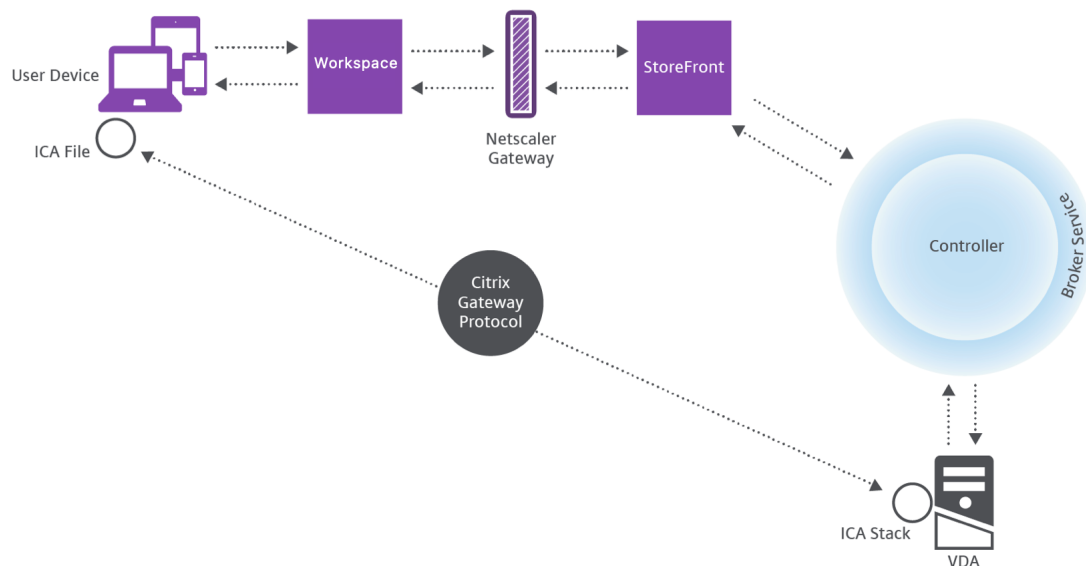 User Device
Workspace
StoreFront
Netscaler
Gateway
ICA File
Controller
Broker Service
Citrix
Gateway
Protocol
ICA Stack
VDA